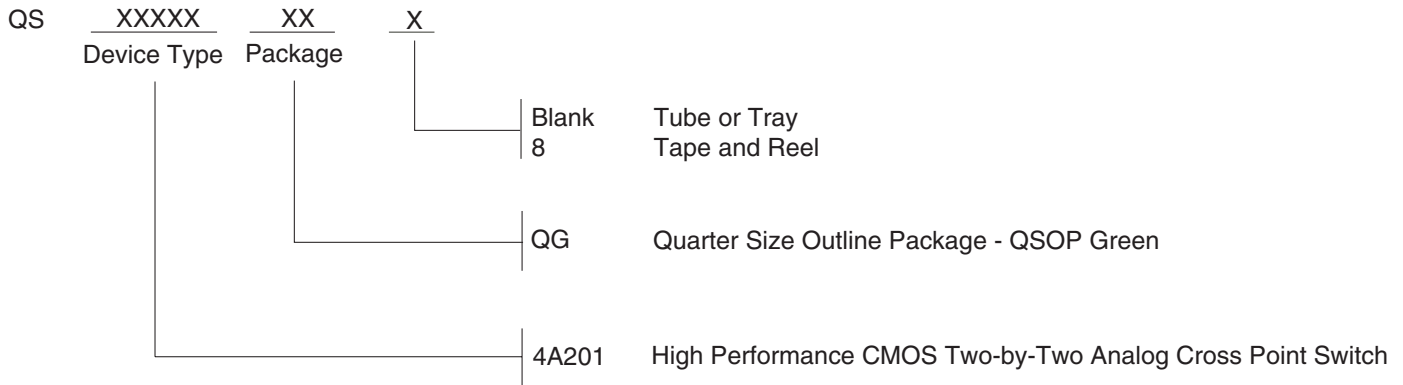 QS XXXXX XX X
Device Type Package
Blank Tube or Tray
8 Tape and Reel
QG Quarter Size Outline Package - QSOP Green
4A201 High Performance CMOS Two-by-Two Analog Cross Point Switch